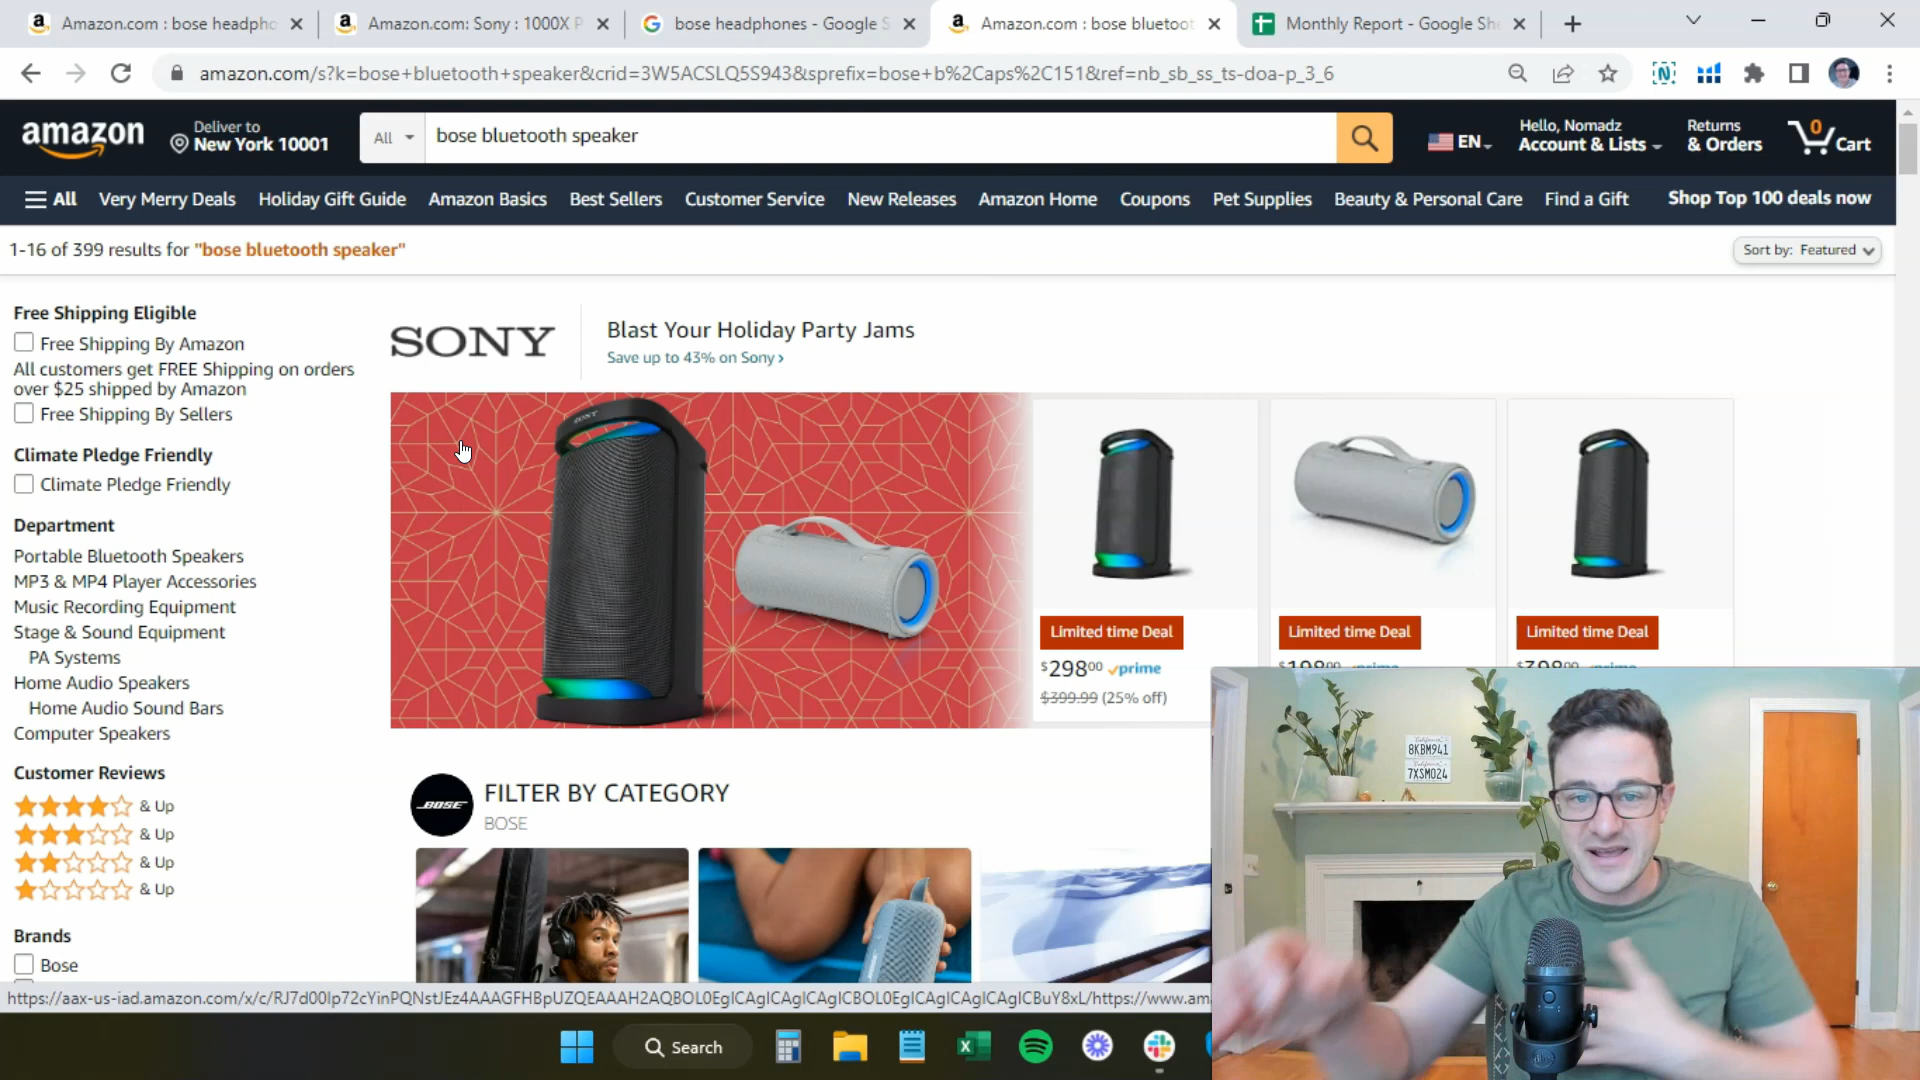 Amazon.com : bose headpho
Amazon.com: Sony : 1000X P
bose headphones - Google S
Amazon.com : bose bluetoot
Monthly Report - Google She
amazon.com/s?k=bose+bluetooth+speaker&crid=3W5ACSLQ5S943&sprefix=bose+b%2Caps%2C151&ref=nb_sb_ss_ts-doa-p_3_6
amazon
Deliver to
New York 10001
All
bose bluetooth speaker
EN
Hello, Nomadz
Account & Lists
Returns
& Orders
0
Cart
All
Very Merry Deals
Holiday Gift Guide
Amazon Basics
Best Sellers
Customer Service
New Releases
Amazon Home
Coupons
Pet Supplies
Beauty & Personal Care
Find a Gift
Shop Top 100 deals now
1-16 of 399 results for "bose bluetooth speaker"
Sort by: Featured
Free Shipping Eligible
Free Shipping By Amazon
All customers get FREE Shipping on orders
over $25 shipped by Amazon
Free Shipping By Sellers
Climate Pledge Friendly
Climate Pledge Friendly
Department
Portable Bluetooth Speakers
MP3 & MP4 Player Accessories
Music Recording Equipment
Stage & Sound Equipment
PA Systems
Home Audio Speakers
Home Audio Sound Bars
Computer Speakers
Customer Reviews
& Up
& Up
& Up
& Up
Brands
Bose
SONY
Blast Your Holiday Party Jams
Save up to 43% on Sony ›
SONY
Limited time Deal
$29800 prime
$399.99 (25% off)
Limited time Deal
$19800 prime
Limited time Deal
$39800 prime
BOSE
FILTER BY CATEGORY
BOSE
8KBM941
7XSM024
Search